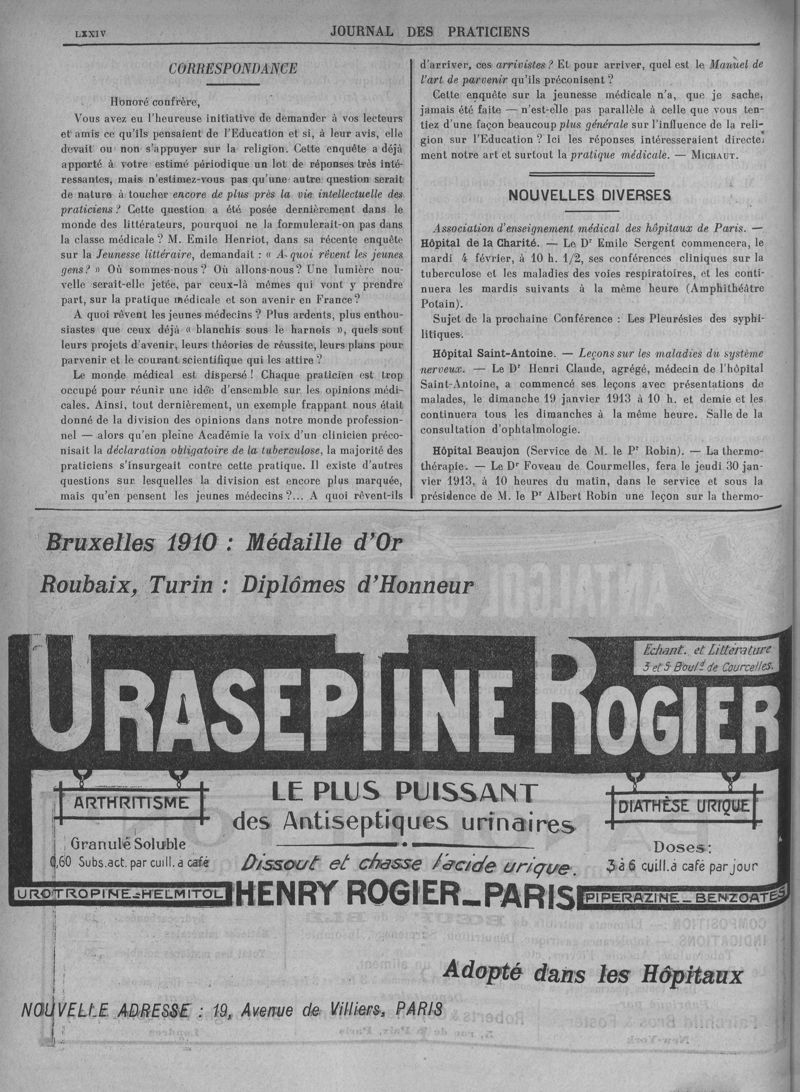 LXXIV
JOURNAL DES PRATICIENS
CORRESPONDANCE
Honoré confrère,
Vous avez eu l'heureuse initiative de demander à vos lecteurs
et amis ce qu'ils pensaient de l'Education et si, à leur avis, elle
devait ou non s'appuyer sur la religion. Cette enquête a déjà
apporté à votre estimé périodique un lot de réponses très inté-
ressantes, mais n'estimez-vous pas qu'une autre question serait
de nature à toucher encore de plus près la vie intellectuelle des
praticiens ? Cette question a été posée dernièrement dans le
monde des littérateurs, pourquoi ne la formulerait-on pas dans
la classe médicale ? M. Emile Henriot, dans sa récente enquête
sur la Jeunesse littéraire, demandait : « A quoi rêvent les jeunes
gens ? » Où sommes-nous ? Où allons-nous ? Une lumière nou-
velle serait-elle jetée, par ceux-là mêmes qui vont y prendre
part, sur la pratique médicale et son avenir en France ?
A quoi rêvent les jeunes médecins ? Plus ardents, plus enthou-
siastes que ceux déjà « blanchis sous le harnois », quels sont
leurs projets d'avenir, leurs théories de réussite, leurs plans pour
parvenir et le courant scientifique qui les attire ?
Le monde médical est dispersé ! Chaque praticien est trop
occupé pour réunir une idée d'ensemble sur les opinions médi-
cales. Ainsi, tout dernièrement, un exemple frappant nous était
donné de la division des opinions dans notre monde profession-
nel — alors qu'en pleine Académie la voix d'un clinicien préco-
nisait la déclaration obligatoire de la tuberculose, la majorité des
praticiens s'insurgeait contre cette pratique. Il existe d'autres
questions sur lesquelles la division est encore plus marquée,
mais qu'en pensent les jeunes médecins ?... A quoi rêvent-ils
d'arriver, ces arrivistes ? Et pour arriver, quel est le Manuel de
l'art de parvenir qu'ils préconisent ?
Cette enquête sur la jeunesse médicale n'a, que je sache,
jamais été faite — n'est-elle pas parallèle à celle que vous ten-
tiez d'une façon beaucoup plus générale sur l'influence de la reli-
gion sur l'Education ? Ici les réponses intéresseraient directe-
ment notre art et surtout la pratique médicale. — MICHAUT.
NOUVELLES DIVERSES
Association d'enseignement médical des hôpitaux de Paris. —
Hôpital de la Charité. — Le Dr Emile Sergent commencera, le
mardi 4 février, à 10 h. 1/2, ses conférences cliniques sur la
tuberculose et les maladies des voies respiratoires, et les conti-
nuera les mardis suivants à la même heure (Amphithéâtre
Potain).
Sujet de la prochaine Conférence : Les Pleurésies des syphi-
litiques.
Hôpital Saint-Antoine. — Leçons sur les maladies du système
nerveux. — Le Dr Henri Claude, agrégé, médecin de l'hôpital
Saint-Antoine, a commencé ses leçons avec présentations de
malades, le dimanche 19 janvier 1913 à 10 h. et demie et les
continuera tous les dimanches à la même heure. Salle de la
consultation d'ophtalmologie.
Hôpital Beaujon (Service de M. le Pr Robin). — La thermo-
thérapie. — Le Dr Foveau de Courmelles, fera le jeudi 30 jan-
vier 1913, à 10 heures du matin, dans le service et sous la
présidence de M. le Pr Albert Robin une leçon sur la thermo-
Bruxelles 1910 : Médaille d'Or
Roubaix, Turin : Diplômes d'Honneur
Echant. et Littérature
3 et 5 Boul.d de Courcelles.
URASEPTINE ROGIER
ARTHRITISME
LE PLUS PUISSANT
des Antiseptiques urinaires
DIATHÈSE URIQUE
Granulé Soluble
0,60 Subs.act. par cuill. à café
Dissout et chasse l'acide urique.
Doses:
3 à 6 cuill.à café par jour
UROTROPINE-HELMITOL
HENRY ROGIER-PARIS
PIPERAZINE-BENZOATES
Adopté dans les Hôpitaux
NOUVELLE ADRESSE : 19, Avenue de Villiers, PARIS